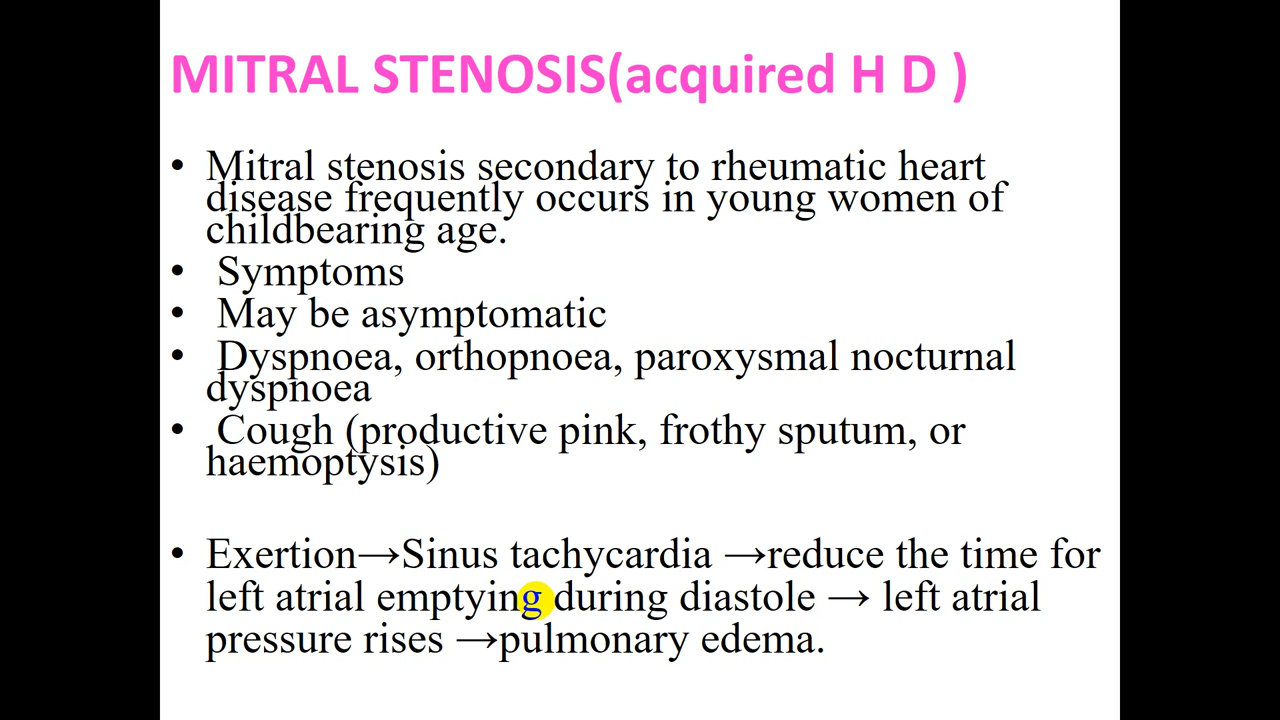 MITRAL STENOSIS(acquired H D )
• Mitral stenosis secondary to rheumatic heart
disease frequently occurs in young women of
childbearing age.
• Symptoms
• May be asymptomatic
• Dyspnoea, orthopnoea, paroxysmal nocturnal
dyspnoea
• Cough (productive pink, frothy sputum, or
haemoptysis)
• Exertion→Sinus tachycardia →reduce the time for
left atrial emptying during diastole → left atrial
pressure rises →pulmonary edema.